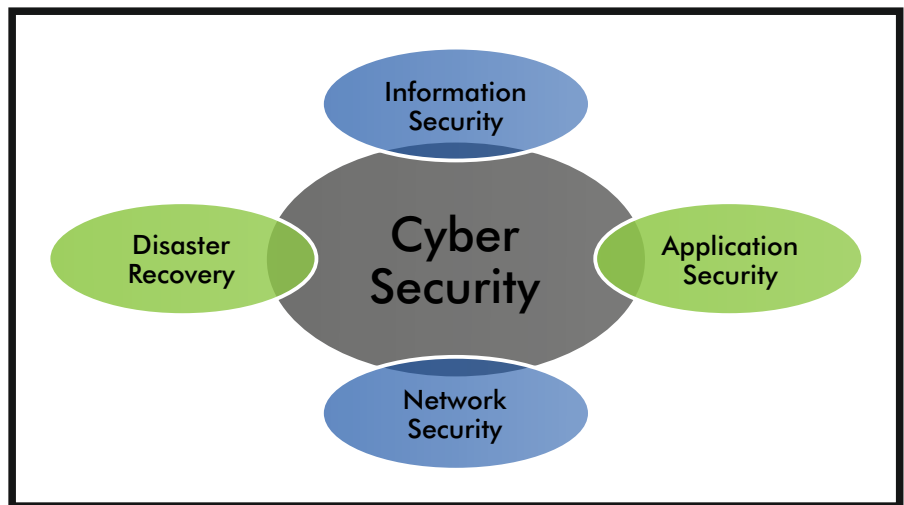 Information
Security
Disaster
Recovery
Cyber
Security
Application
Security
Network
Security